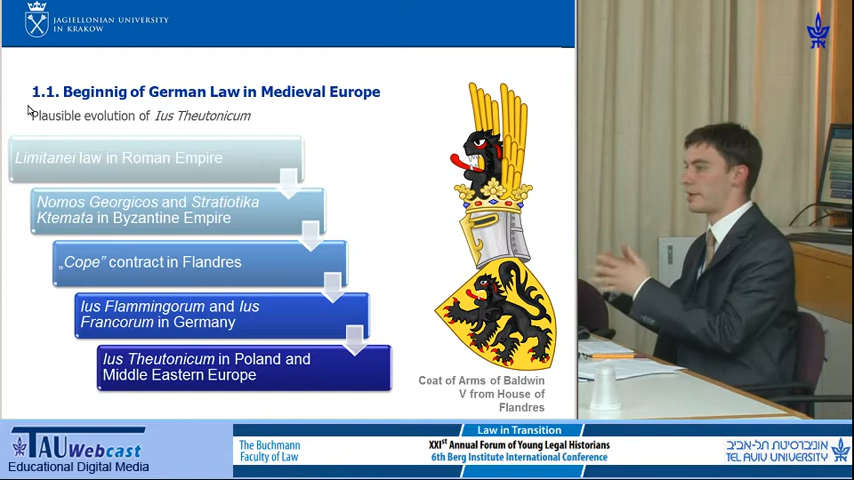 JAGIELLONIAN UNIVERSITY
IN KRAKOW
1.1. Beginnig of German Law in Medieval Europe
Plausible evolution of Ius Theutonicum
Limitanei law in Roman Empire
Nomos Georgicos and Stratiotika
Ktemata in Byzantine Empire
„Cope” contract in Flandres
Ius Flammingorum and Ius
Francorum in Germany
Ius Theutonicum in Poland and
Middle Eastern Europe
Coat of Arms of Baldwin
V from House of
Flandres
TAU Webcast
Educational Digital Media
The Buchmann
Faculty of Law
Law in Transition
XXIst Annual Forum of Young Legal Historians
6th Berg Institute International Conference
אוניברסיטת תל-אביב
TEL AVIV UNIVERSITY